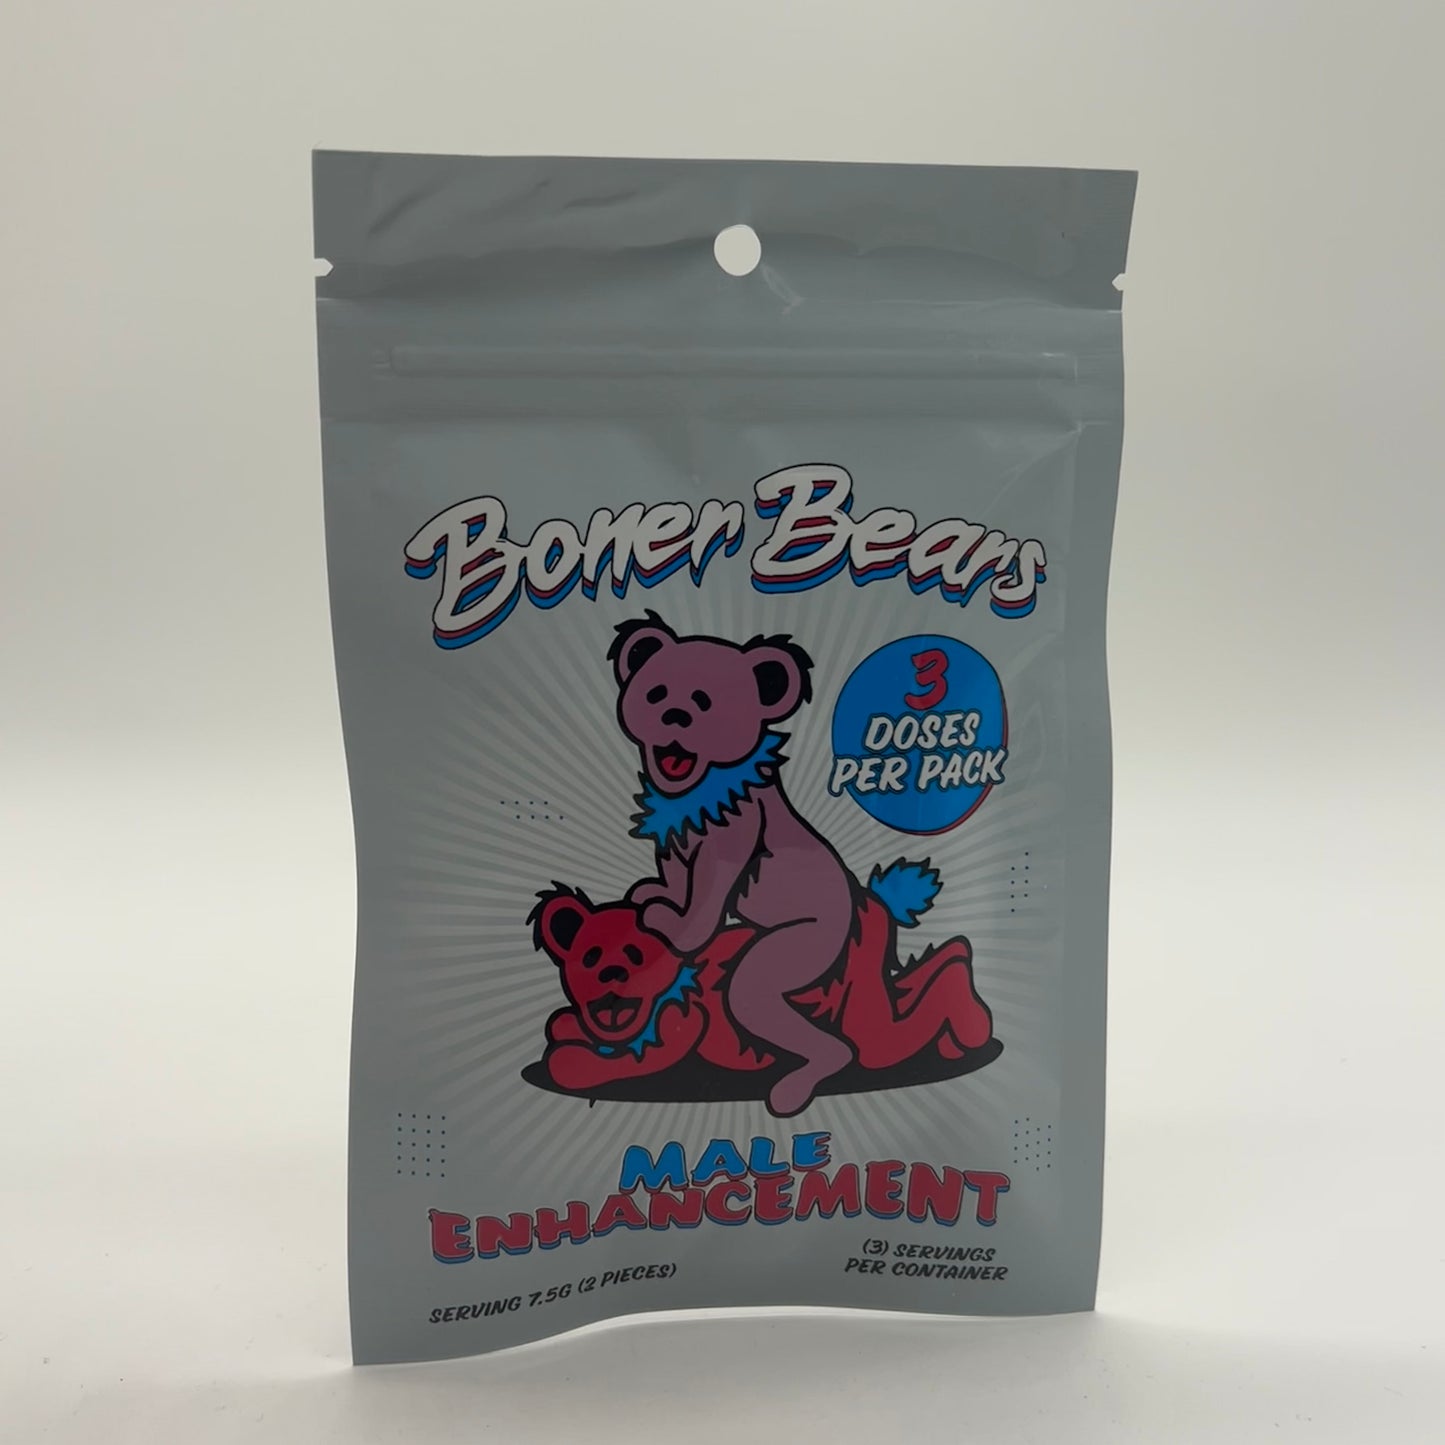 Boner Bears
3
DOSES
PER PACK
MALE
ENHANCEMENT
SERVING 7.5G (2 PIECES)
(3) SERVINGS
PER CONTAINER